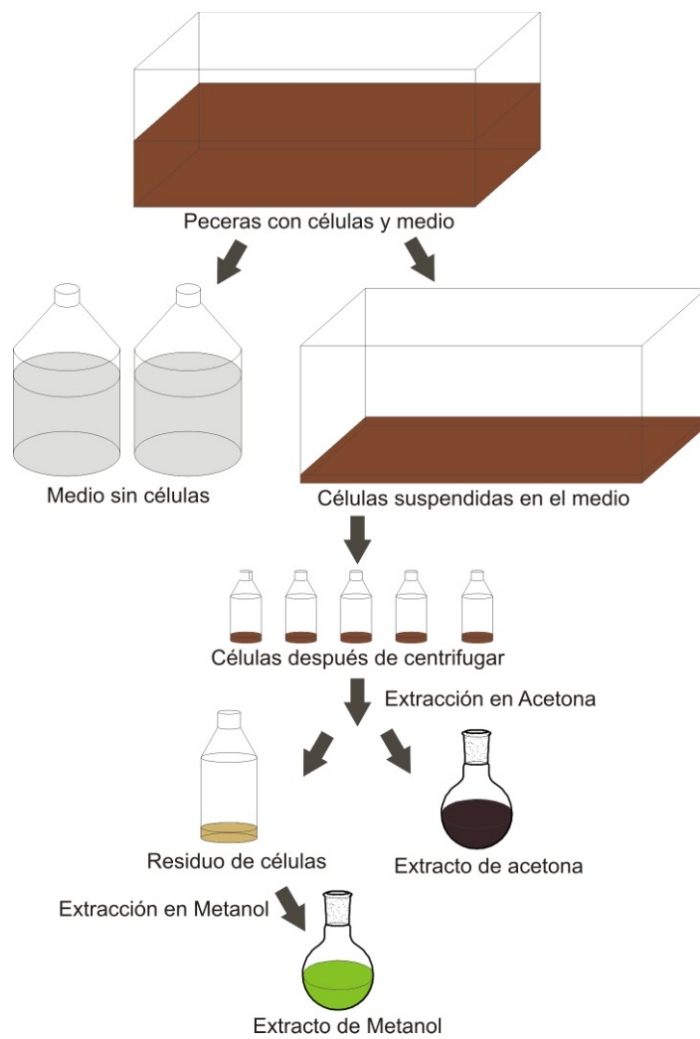 Peceras con células y medio
Medio sin células
Células suspendidas en el medio
Células después de centrifugar
Extracción en Acetona
Residuo de células
Extracto de acetona
Extracción en Metanol
Extracto de Metanol